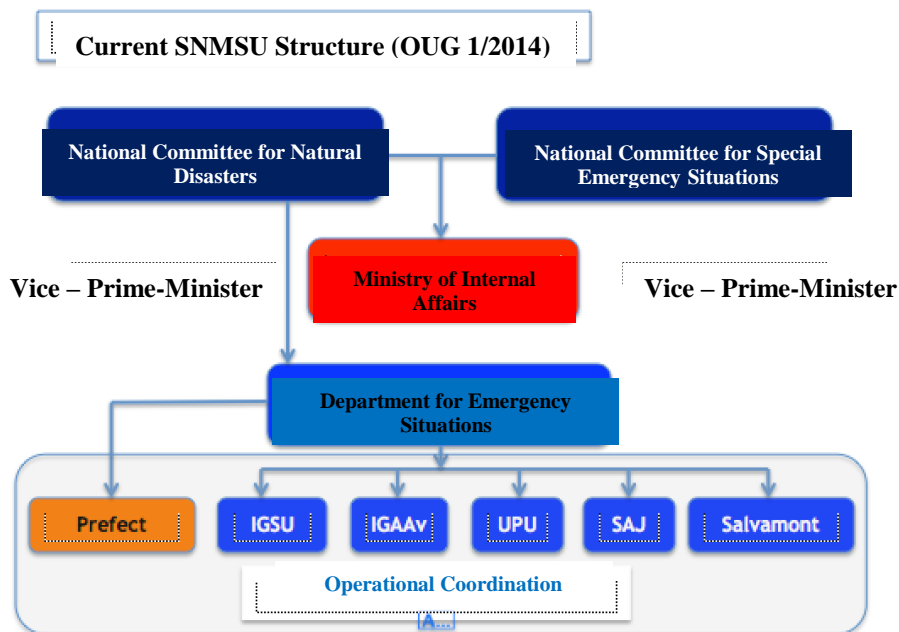 Current SNMSU Structure (OUG 1/2014)
National Committee for Natural
Disasters
National Committee for Special
Emergency Situations
Ministry of Internal
Affairs
Vice – Prime-Minister
Vice – Prime-Minister
Department for Emergency
Situations
Prefect
IGSU
IGAAv
UPU
SAJ
Salvamont
Operational Coordination
A...